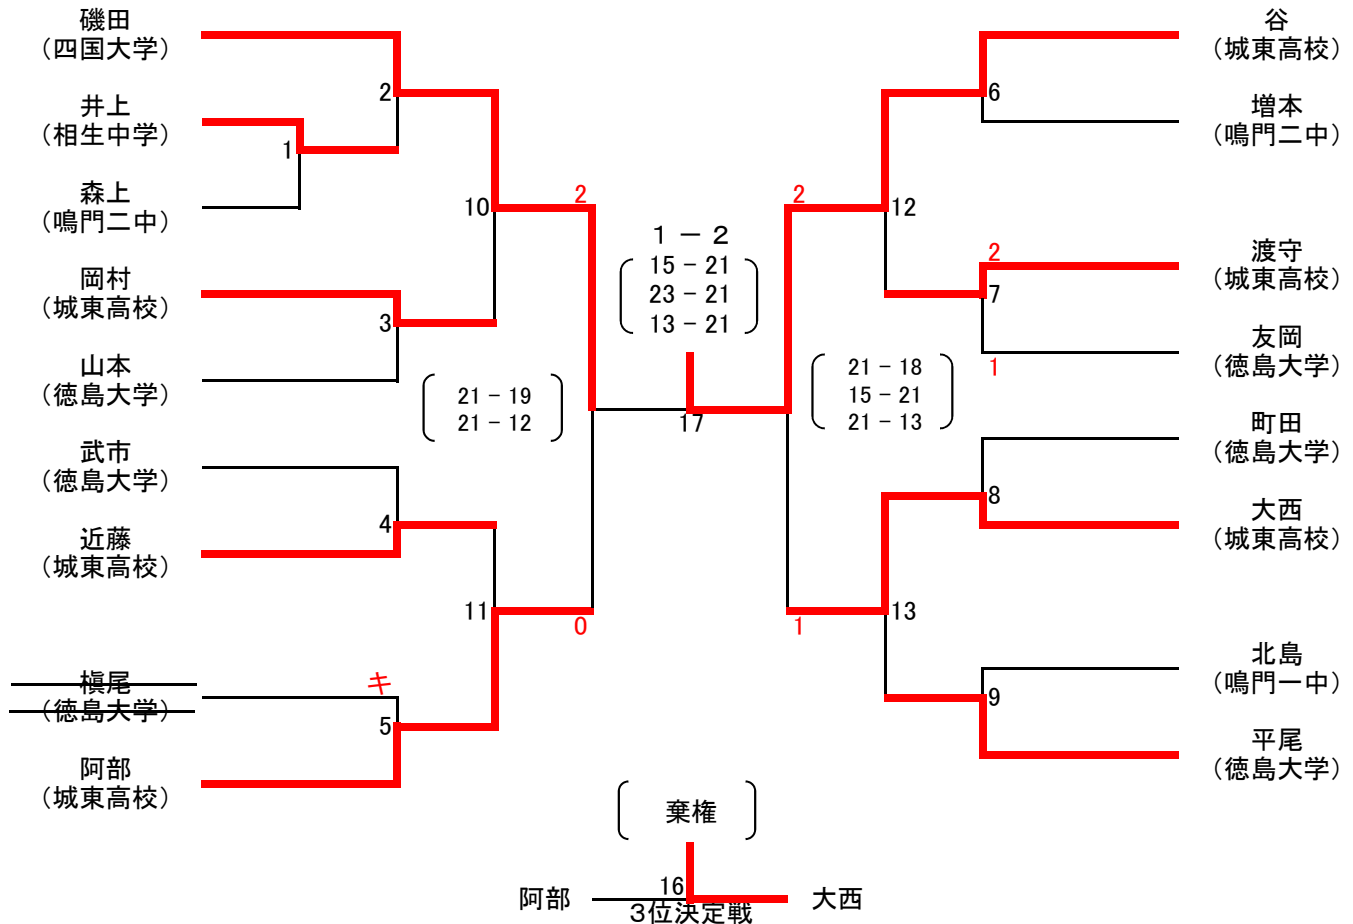 磯田
（四国大学）
井上
（相生中学）
森上
（鳴門二中）
岡村
（城東高校）
山本
（徳島大学）
武市
（徳島大学）
近藤
（城東高校）
槇尾
（徳島大学）
阿部
（城東高校）
1
2
3
4
5
キ
10
11
2
0
21 － 19
21 － 12
1 － 2
15 － 21
23 － 21
13 － 21
17
2
1
21 － 18
15 － 21
21 － 13
12
13
6
2
7
1
8
9
谷
（城東高校）
増本
（鳴門二中）
渡守
（城東高校）
友岡
（徳島大学）
町田
（徳島大学）
大西
（城東高校）
北島
（鳴門一中）
平尾
（徳島大学）
棄権
阿部
16
大西
3位決定戦